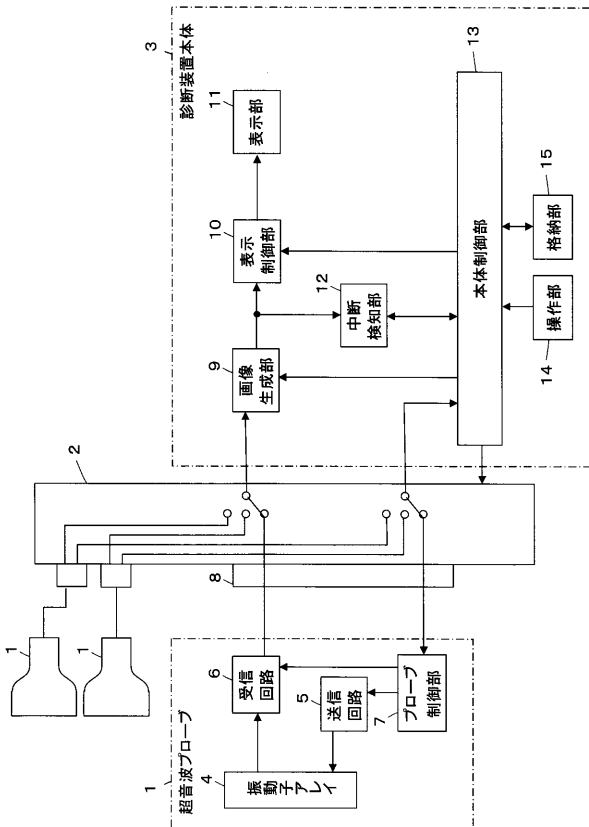 1
超音波プローブ
4
振動子アレイ
5
送信
回路
6
受信
回路
7
プローブ
制御部
1
1
8
2
3
診断装置本体
9
画像
生成部
10
表示
制御部
11
表示部
12
中断
検知部
13
本体制御部
14
操作部
15
格納部